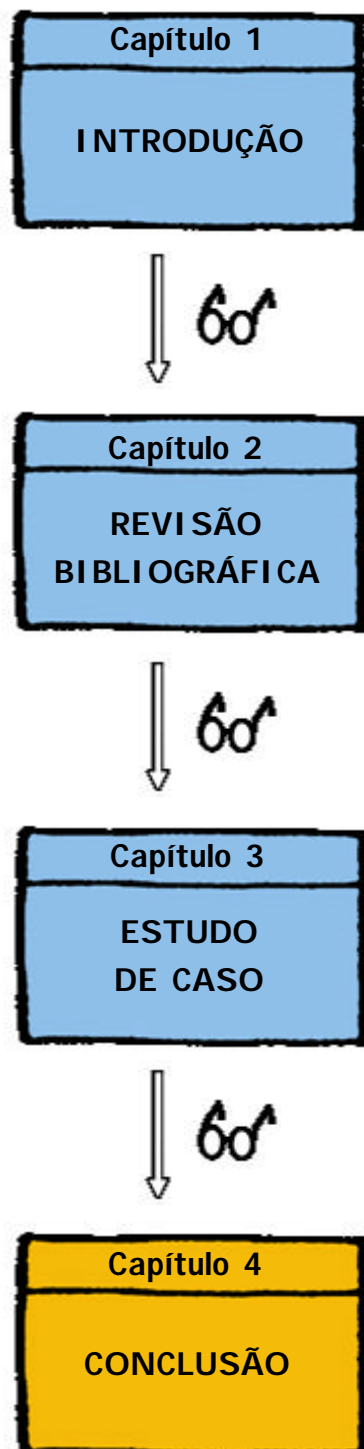 Capítulo 1
INTRODUÇÃO
Capítulo 2
REVISÃO
BIBLIOGRÁFICA
Capítulo 3
ESTUDO
DE CASO
Capítulo 4
CONCLUSÃO